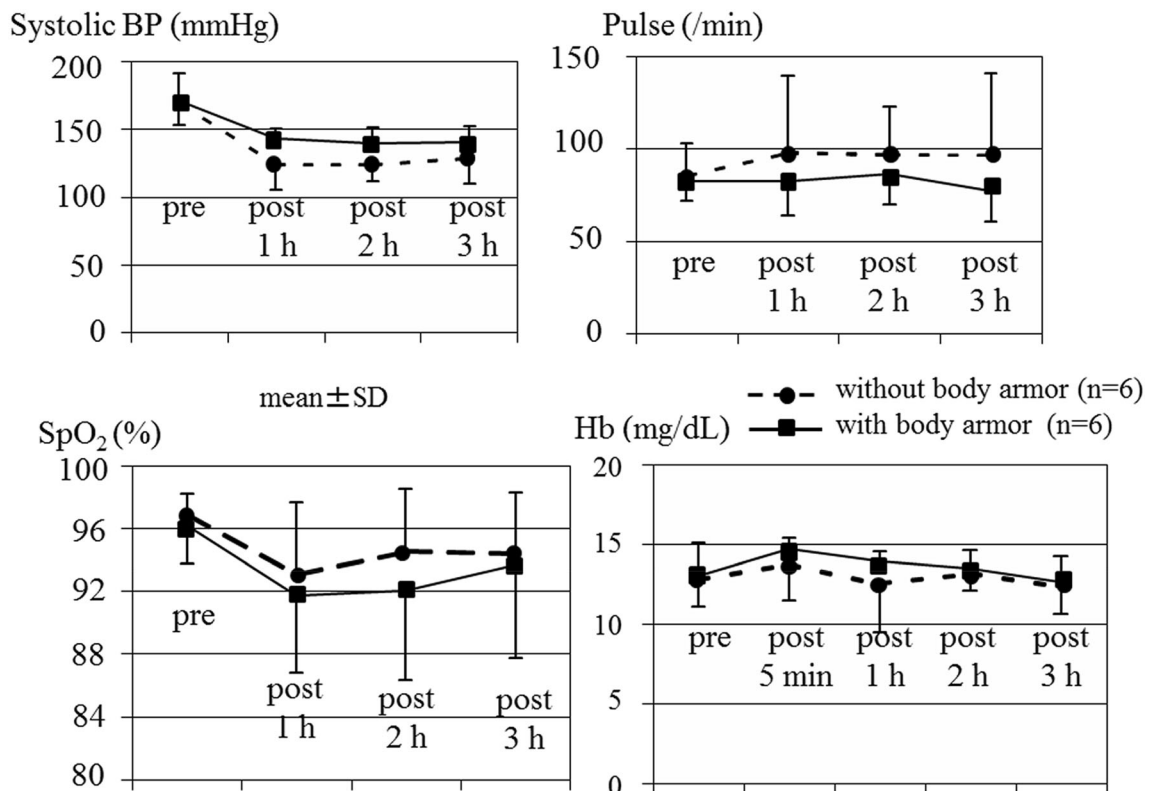 Systolic BP (mmHg)
200
150
100
50
0
pre
post
1 h
post
2 h
post
3 h
Pulse (/min)
150
100
50
0
pre
post
1 h
post
2 h
post
3 h
mean±SD
without body armor (n=6)
with body armor (n=6)
SpO₂ (%)
100
96
92
88
84
80
pre
post
1 h
post
2 h
post
3 h
Hb (mg/dL)
20
15
10
5
0
pre
post
5 min
post
1 h
post
2 h
post
3 h